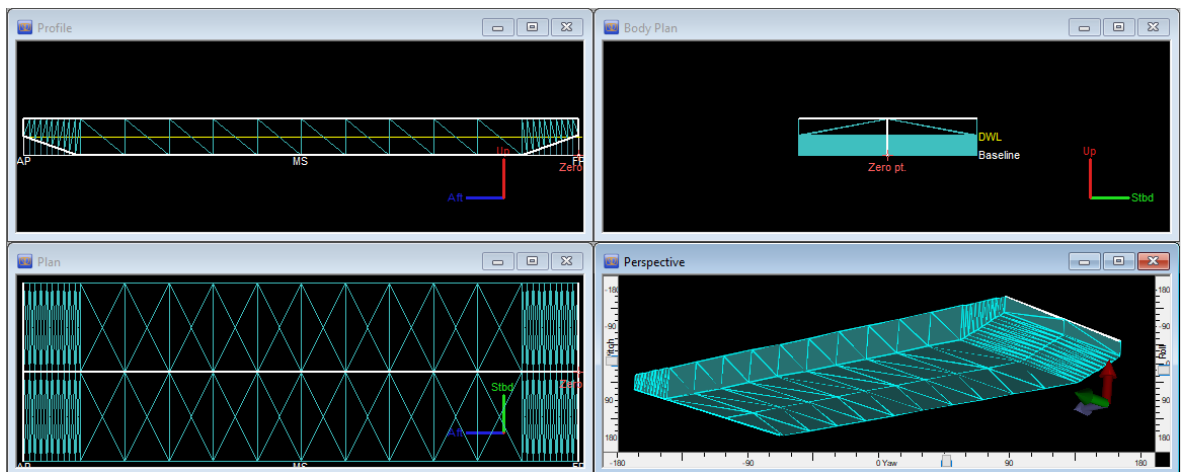 Profile
Up
AP
MS
FP
Zero
Aft
Body Plan
DWL
Baseline
Zero pt.
Up
Stbd
Plan
Zero
Stbd
Aft
AP
MS
FP
Perspective
-180
-90
Pitch
90
180
-180
-90
Roll
0
90
180
-180
-90
0 Yaw
90
180